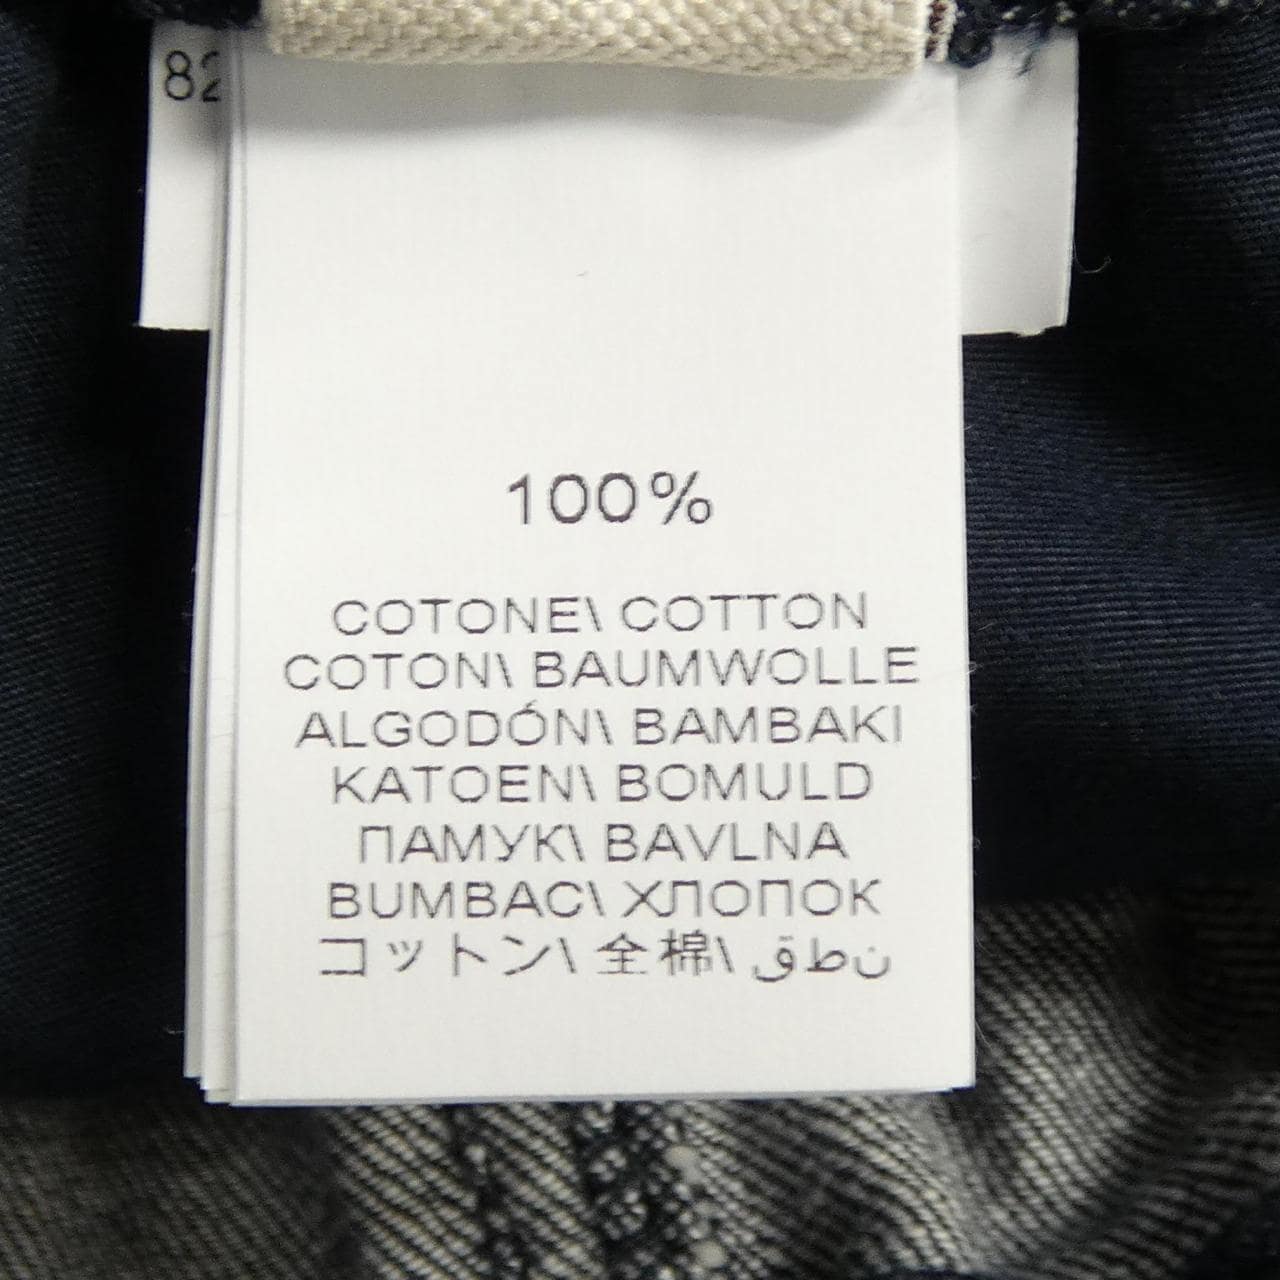 82
100%
COTONE\ COTTON
COTON\ BAUMWOLLE
ALGODÓN\ BAMBAKI
KATOEN\ BOMULD
ПАМУК\ BAVLNA
BUMBAC\ ХЛОПОК
コットン\ 全棉\ نطق